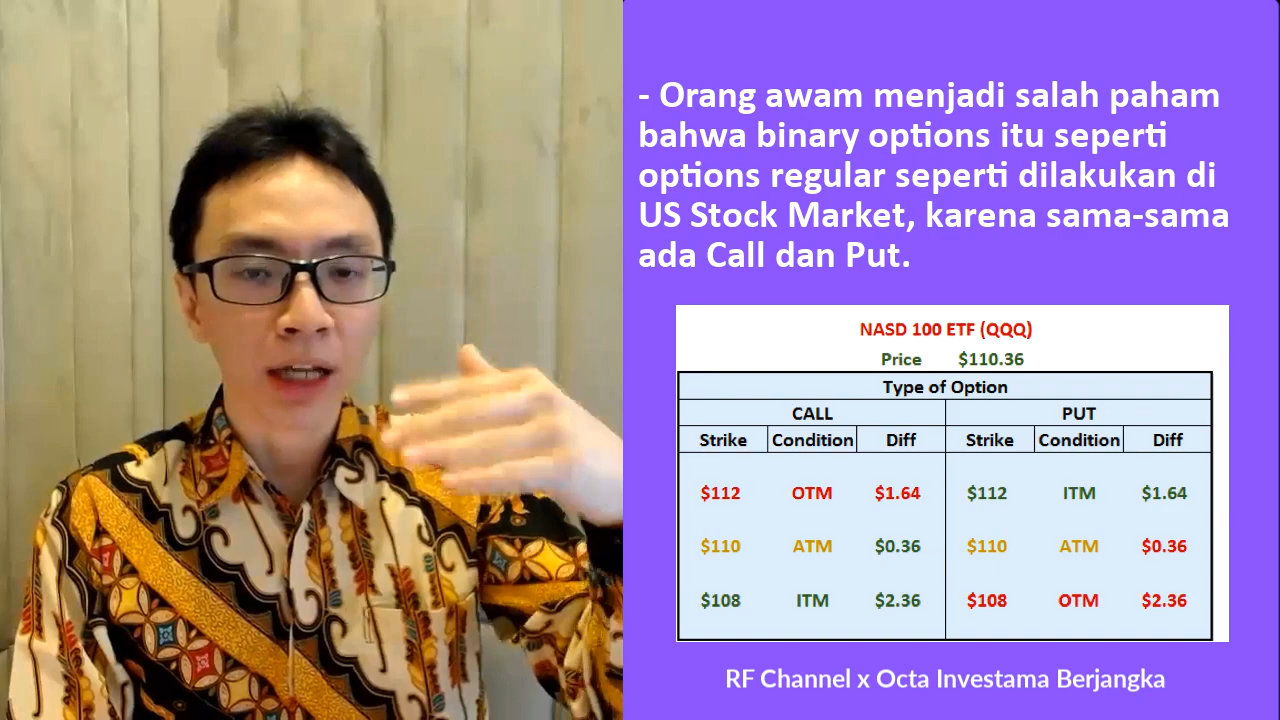 - Orang awam menjadi salah paham
bahwa binary options itu seperti
options regular seperti dilakukan di
US Stock Market, karena sama-sama
ada Call dan Put.
NASD 100 ETF (QQQ)
Price $110.36
Type of Option
CALL PUT
Strike Condition Diff Strike Condition Diff
$112 OTM $1.64 $112 ITM $1.64
$110 ATM $0.36 $110 ATM $0.36
$108 ITM $2.36 $108 OTM $2.36
RF Channel x Octa Investama Berjangka